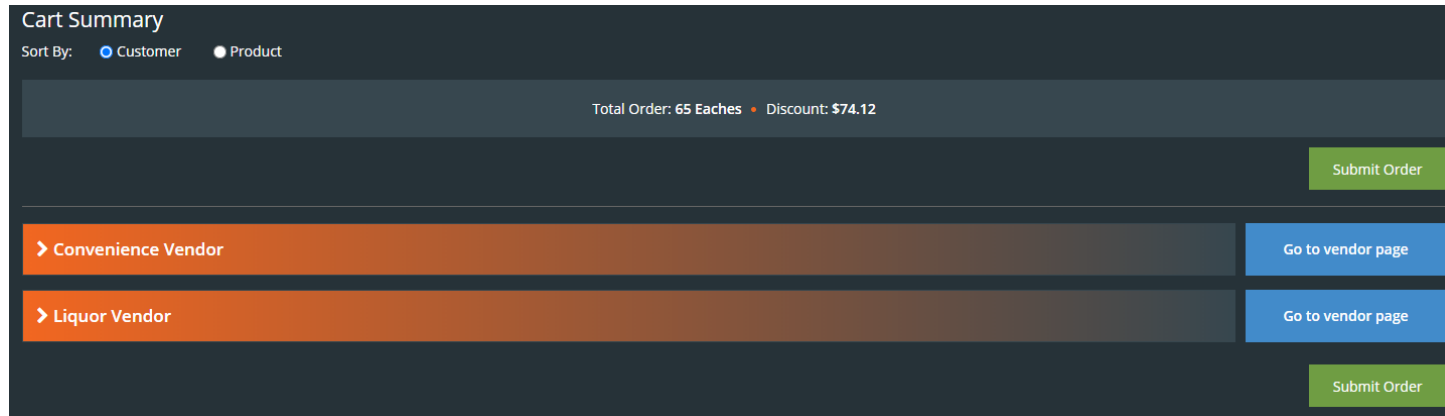 Cart Summary
Sort By: Customer Product
Total Order: 65 Eaches • Discount: $74.12
Submit Order
Convenience Vendor Go to vendor page
Liquor Vendor Go to vendor page
Submit Order